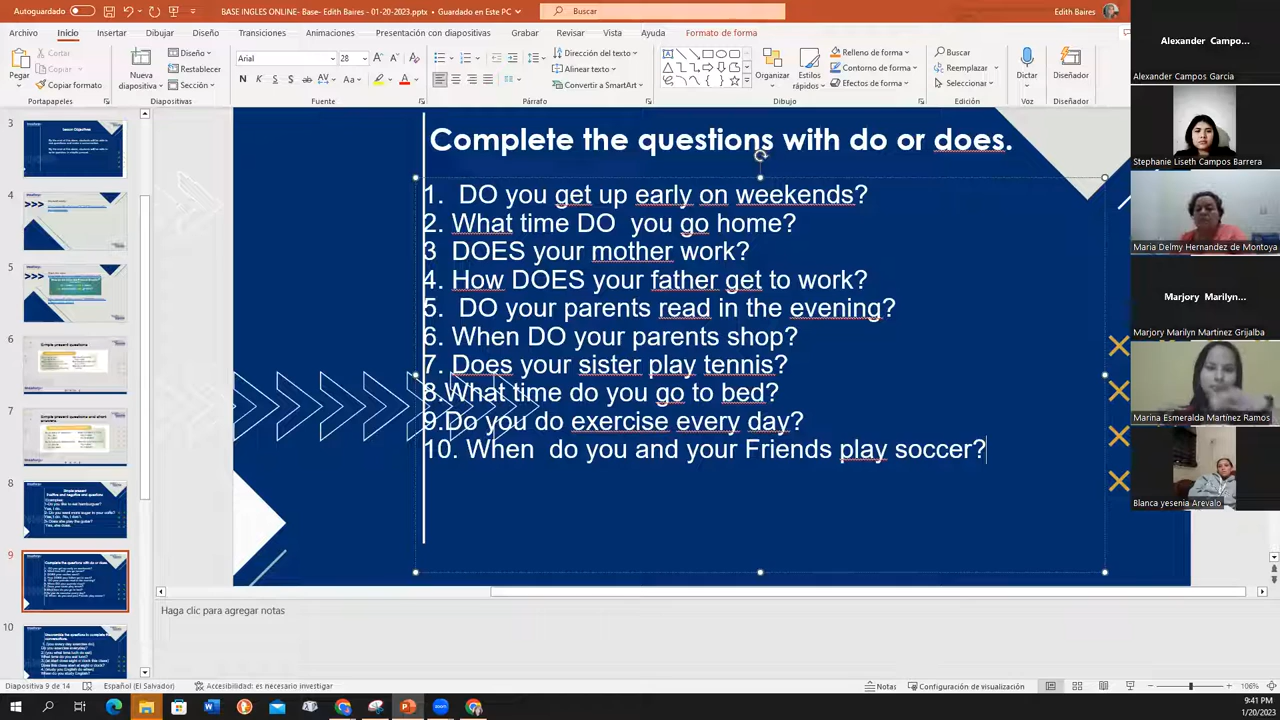 Autoguardado
BASE INGLES ONLINE- Base- Edith Baires - 01-20-2023.pptx • Guardado en Este PC
Buscar
Edith Baires
Archivo Inicio Insertar Dibujar Diseño Transiciones Animaciones Presentación con diapositivas Grabar Revisar Vista Ayuda Formato de forma
Pegar
Cortar
Copiar
Copiar formato
Portapapeles
Nueva diapositiva
Diseño
Restablecer
Sección
Diapositivas
Arial 28
Fuente
Dirección del texto
Alinear texto
Convertir a SmartArt
Párrafo
Organizar
Estilos rápidos
Relleno de forma
Contorno de forma
Efectos de forma
Dibujo
Buscar
Reemplazar
Seleccionar
Edición
Dictar
Voz
Diseñador
Diseñador
3
4
5
6
7
8
9
10
Complete the questions with do or does.
1. DO you get up early on weekends?
2. What time DO you go home?
3 DOES your mother work?
4. How DOES your father get to work?
5. DO your parents read in the evening?
6. When DO your parents shop?
7. Does your sister play tennis?
8.What time do you go to bed?
9.Do you do exercise every day?
10. When do you and your Friends play soccer?
Haga clic para agregar notas
Diapositiva 9 de 14
Español (El Salvador)
Accesibilidad: es necesario investigar
Notas
Configuración de visualización
106%
9:41 PM
1/20/2023
Alexander Campo...
Alexander Campos Garcia
Stephanie Liseth Campos Barrera
Maria Delmy Hernandez de Montoya
Marjory Marilyn...
Marjory Marilyn Martinez Grijalba
Marina Esmeralda Martínez Ramos
Blanca yesenia Arevalo